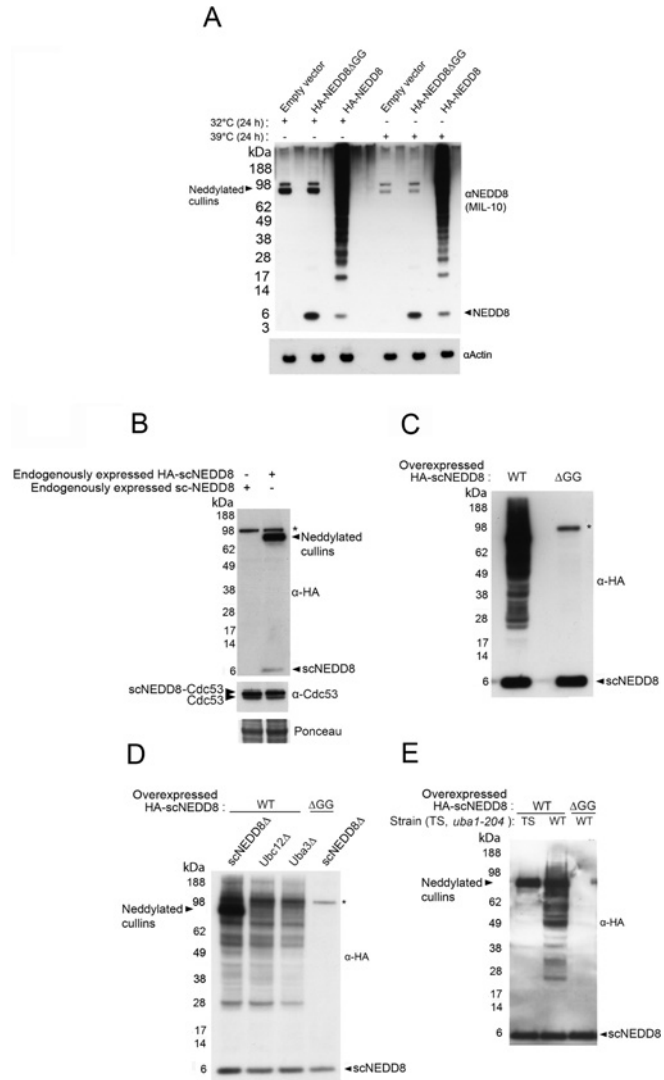 A
Empty vector
HA-NEDD8ΔGG
HA-NEDD8
Empty vector
HA-NEDD8ΔGG
HA-NEDD8
32°C (24 h) : + + + - - -
39°C (24 h) : - - - + + +
kDa
188
98
62
49
38
28
17
14
6
3
Neddylated
cullins
αNEDD8
(MIL-10)
NEDD8
αActin
B
Endogenously expressed HA-scNEDD8 - +
Endogenously expressed sc-NEDD8 + -
kDa
188
98
62
49
38
28
17
14
6
*
Neddylated
cullins
α-HA
scNEDD8
scNEDD8-Cdc53
Cdc53
α-Cdc53
Ponceau
C
Overexpressed
HA-scNEDD8 : WT ΔGG
kDa
188
98
62
49
38
28
17
14
6
*
α-HA
scNEDD8
D
Overexpressed
HA-scNEDD8 : WT ΔGG
scNEDD8Δ
Ubc12Δ
Uba3Δ
scNEDD8Δ
kDa
188
98
62
49
38
28
17
14
6
Neddylated
cullins
*
α-HA
scNEDD8
E
Overexpressed
HA-scNEDD8 : WT ΔGG
Strain (TS, uba1-204 ): TS WT WT
kDa
188
98
62
49
38
28
17
14
6
Neddylated
cullins
*
α-HA
scNEDD8